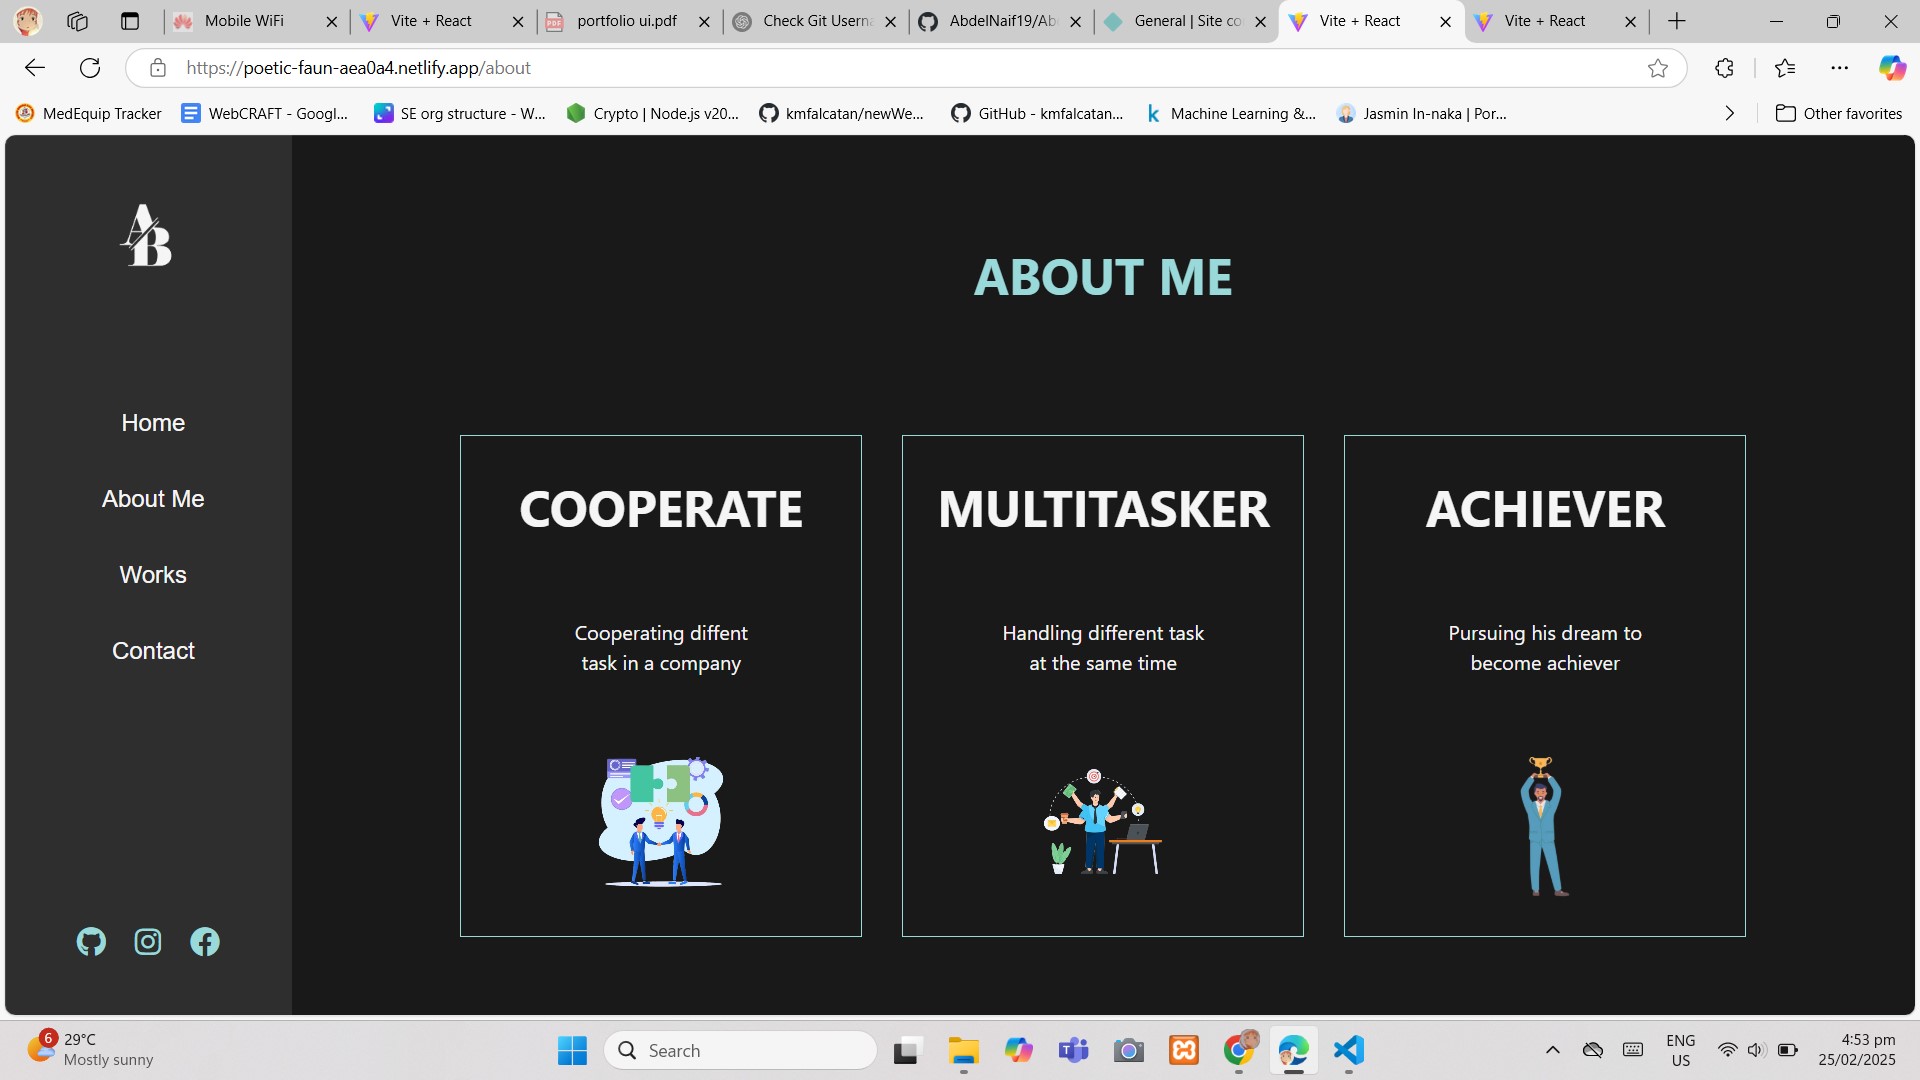 Mobile WiFi
Vite + React
portfolio ui.pdf
Check Git Userna
AbdelNaif19/Ab
General | Site co
Vite + React
Vite + React
https://poetic-faun-aea0a4.netlify.app/about
MedEquip Tracker
WebCRAFT - Googl...
SE org structure - W...
Crypto | Node.js v20...
kmfalcatan/newWe...
GitHub - kmfalcatan...
Machine Learning &...
Jasmin In-naka | Por...
Other favorites
AB
Home
About Me
Works
Contact
ABOUT ME
COOPERATE
Cooperating diffent
task in a company
MULTITASKER
Handling different task
at the same time
ACHIEVER
Pursuing his dream to
become achiever
6
29°C
Mostly sunny
Search
ENG
US
4:53 pm
25/02/2025